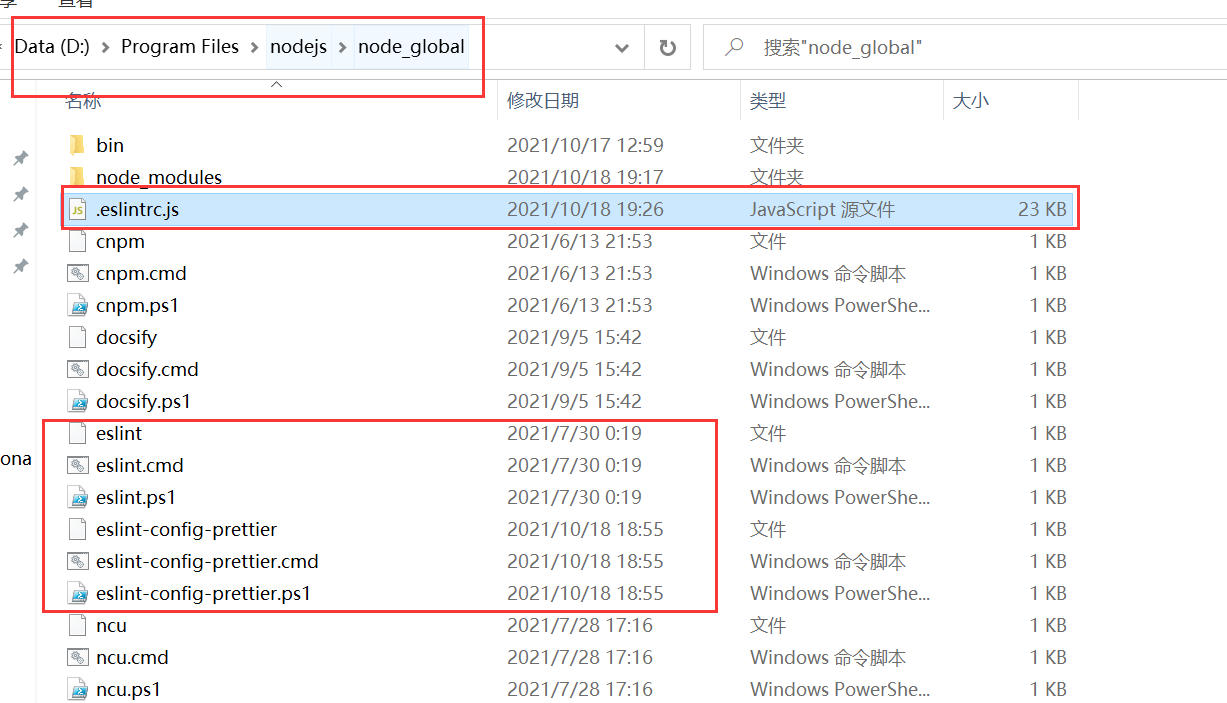 查看
Data (D:) > Program Files > nodejs > node_global
搜索"node_global"
名称 修改日期 类型 大小
bin 2021/10/17 12:59 文件夹
node_modules 2021/10/18 19:17 文件夹
JS .eslintrc.js 2021/10/18 19:26 JavaScript 源文件 23 KB
cnpm 2021/6/13 21:53 文件 1 KB
cnpm.cmd 2021/6/13 21:53 Windows 命令脚本 1 KB
cnpm.ps1 2021/6/13 21:53 Windows PowerShe... 1 KB
docsify 2021/9/5 15:42 文件 1 KB
docsify.cmd 2021/9/5 15:42 Windows 命令脚本 1 KB
docsify.ps1 2021/9/5 15:42 Windows PowerShe... 1 KB
eslint 2021/7/30 0:19 文件 1 KB
ona
eslint.cmd 2021/7/30 0:19 Windows 命令脚本 1 KB
eslint.ps1 2021/7/30 0:19 Windows PowerShe... 1 KB
eslint-config-prettier 2021/10/18 18:55 文件 1 KB
eslint-config-prettier.cmd 2021/10/18 18:55 Windows 命令脚本 1 KB
eslint-config-prettier.ps1 2021/10/18 18:55 Windows PowerShe... 1 KB
ncu 2021/7/28 17:16 文件 1 KB
ncu.cmd 2021/7/28 17:16 Windows 命令脚本 1 KB
ncu.ps1 2021/7/28 17:16 Windows PowerShe... 1 KB